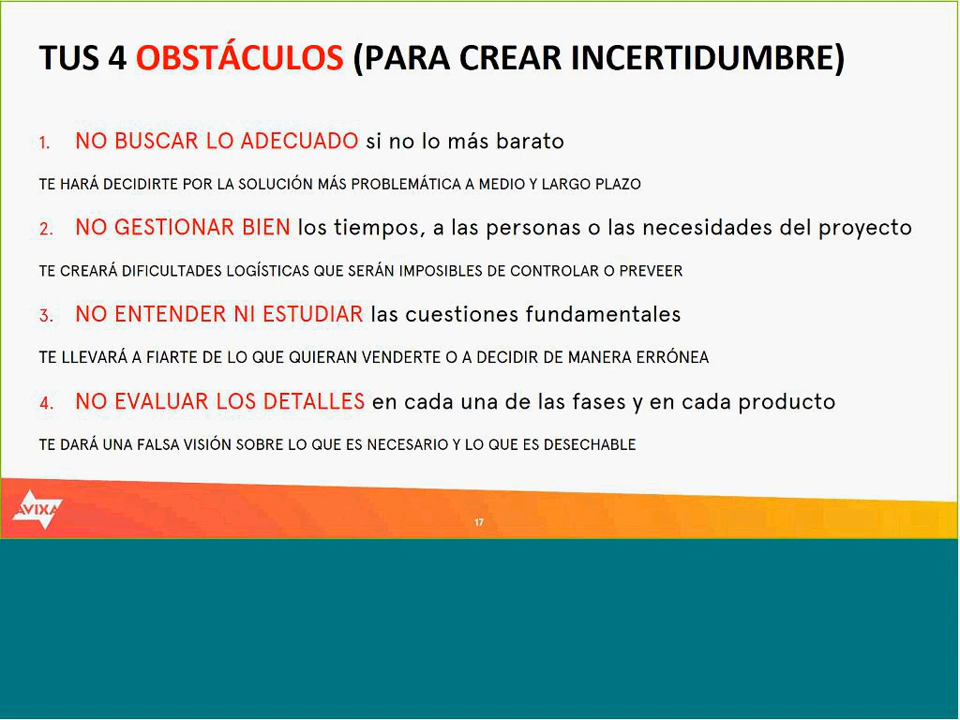 TUS 4 OBSTÁCULOS (PARA CREAR INCERTIDUMBRE)
1. NO BUSCAR LO ADECUADO si no lo más barato
TE HARÁ DECIDIRTE POR LA SOLUCIÓN MÁS PROBLEMÁTICA A MEDIO Y LARGO PLAZO
2. NO GESTIONAR BIEN los tiempos, a las personas o las necesidades del proyecto
TE CREARÁ DIFICULTADES LOGÍSTICAS QUE SERÁN IMPOSIBLES DE CONTROLAR O PREVEER
3. NO ENTENDER NI ESTUDIAR las cuestiones fundamentales
TE LLEVARÁ A FIARTE DE LO QUE QUIERAN VENDERTE O A DECIDIR DE MANERA ERRÓNEA
4. NO EVALUAR LOS DETALLES en cada una de las fases y en cada producto
TE DARÁ UNA FALSA VISIÓN SOBRE LO QUE ES NECESARIO Y LO QUE ES DESECHABLE
AVIXA
17